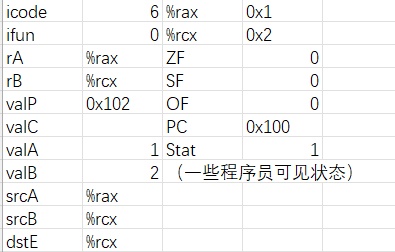 icode 6 %rax 0x1
ifun 0 %rcx 0x2
rA %rax ZF 0
rB %rcx SF 0
valP 0x102 OF 0
valC PC 0x100
valA 1 Stat 1
valB 2 （一些程序员可见状态）
srcA %rax
srcB %rcx
dstE %rcx